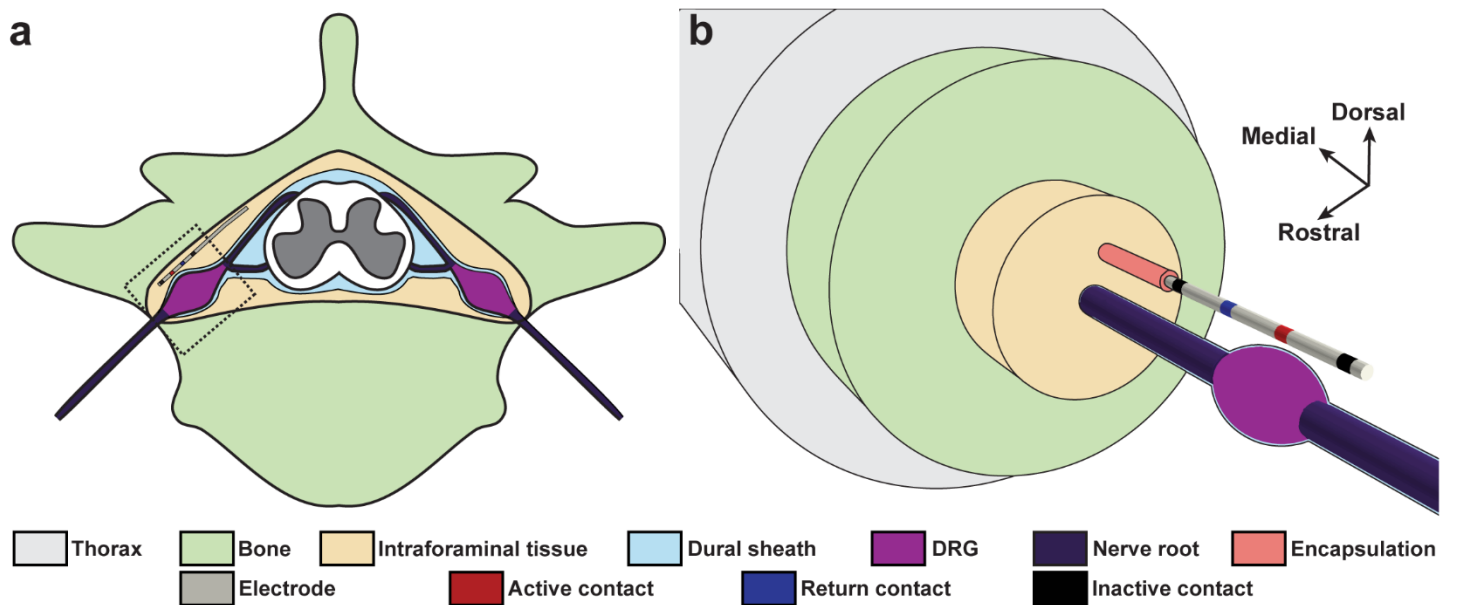 a
b
Dorsal
Medial
Rostral
Thorax Bone Intraforaminal tissue Dural sheath DRG Nerve root Encapsulation
Electrode Active contact Return contact Inactive contact